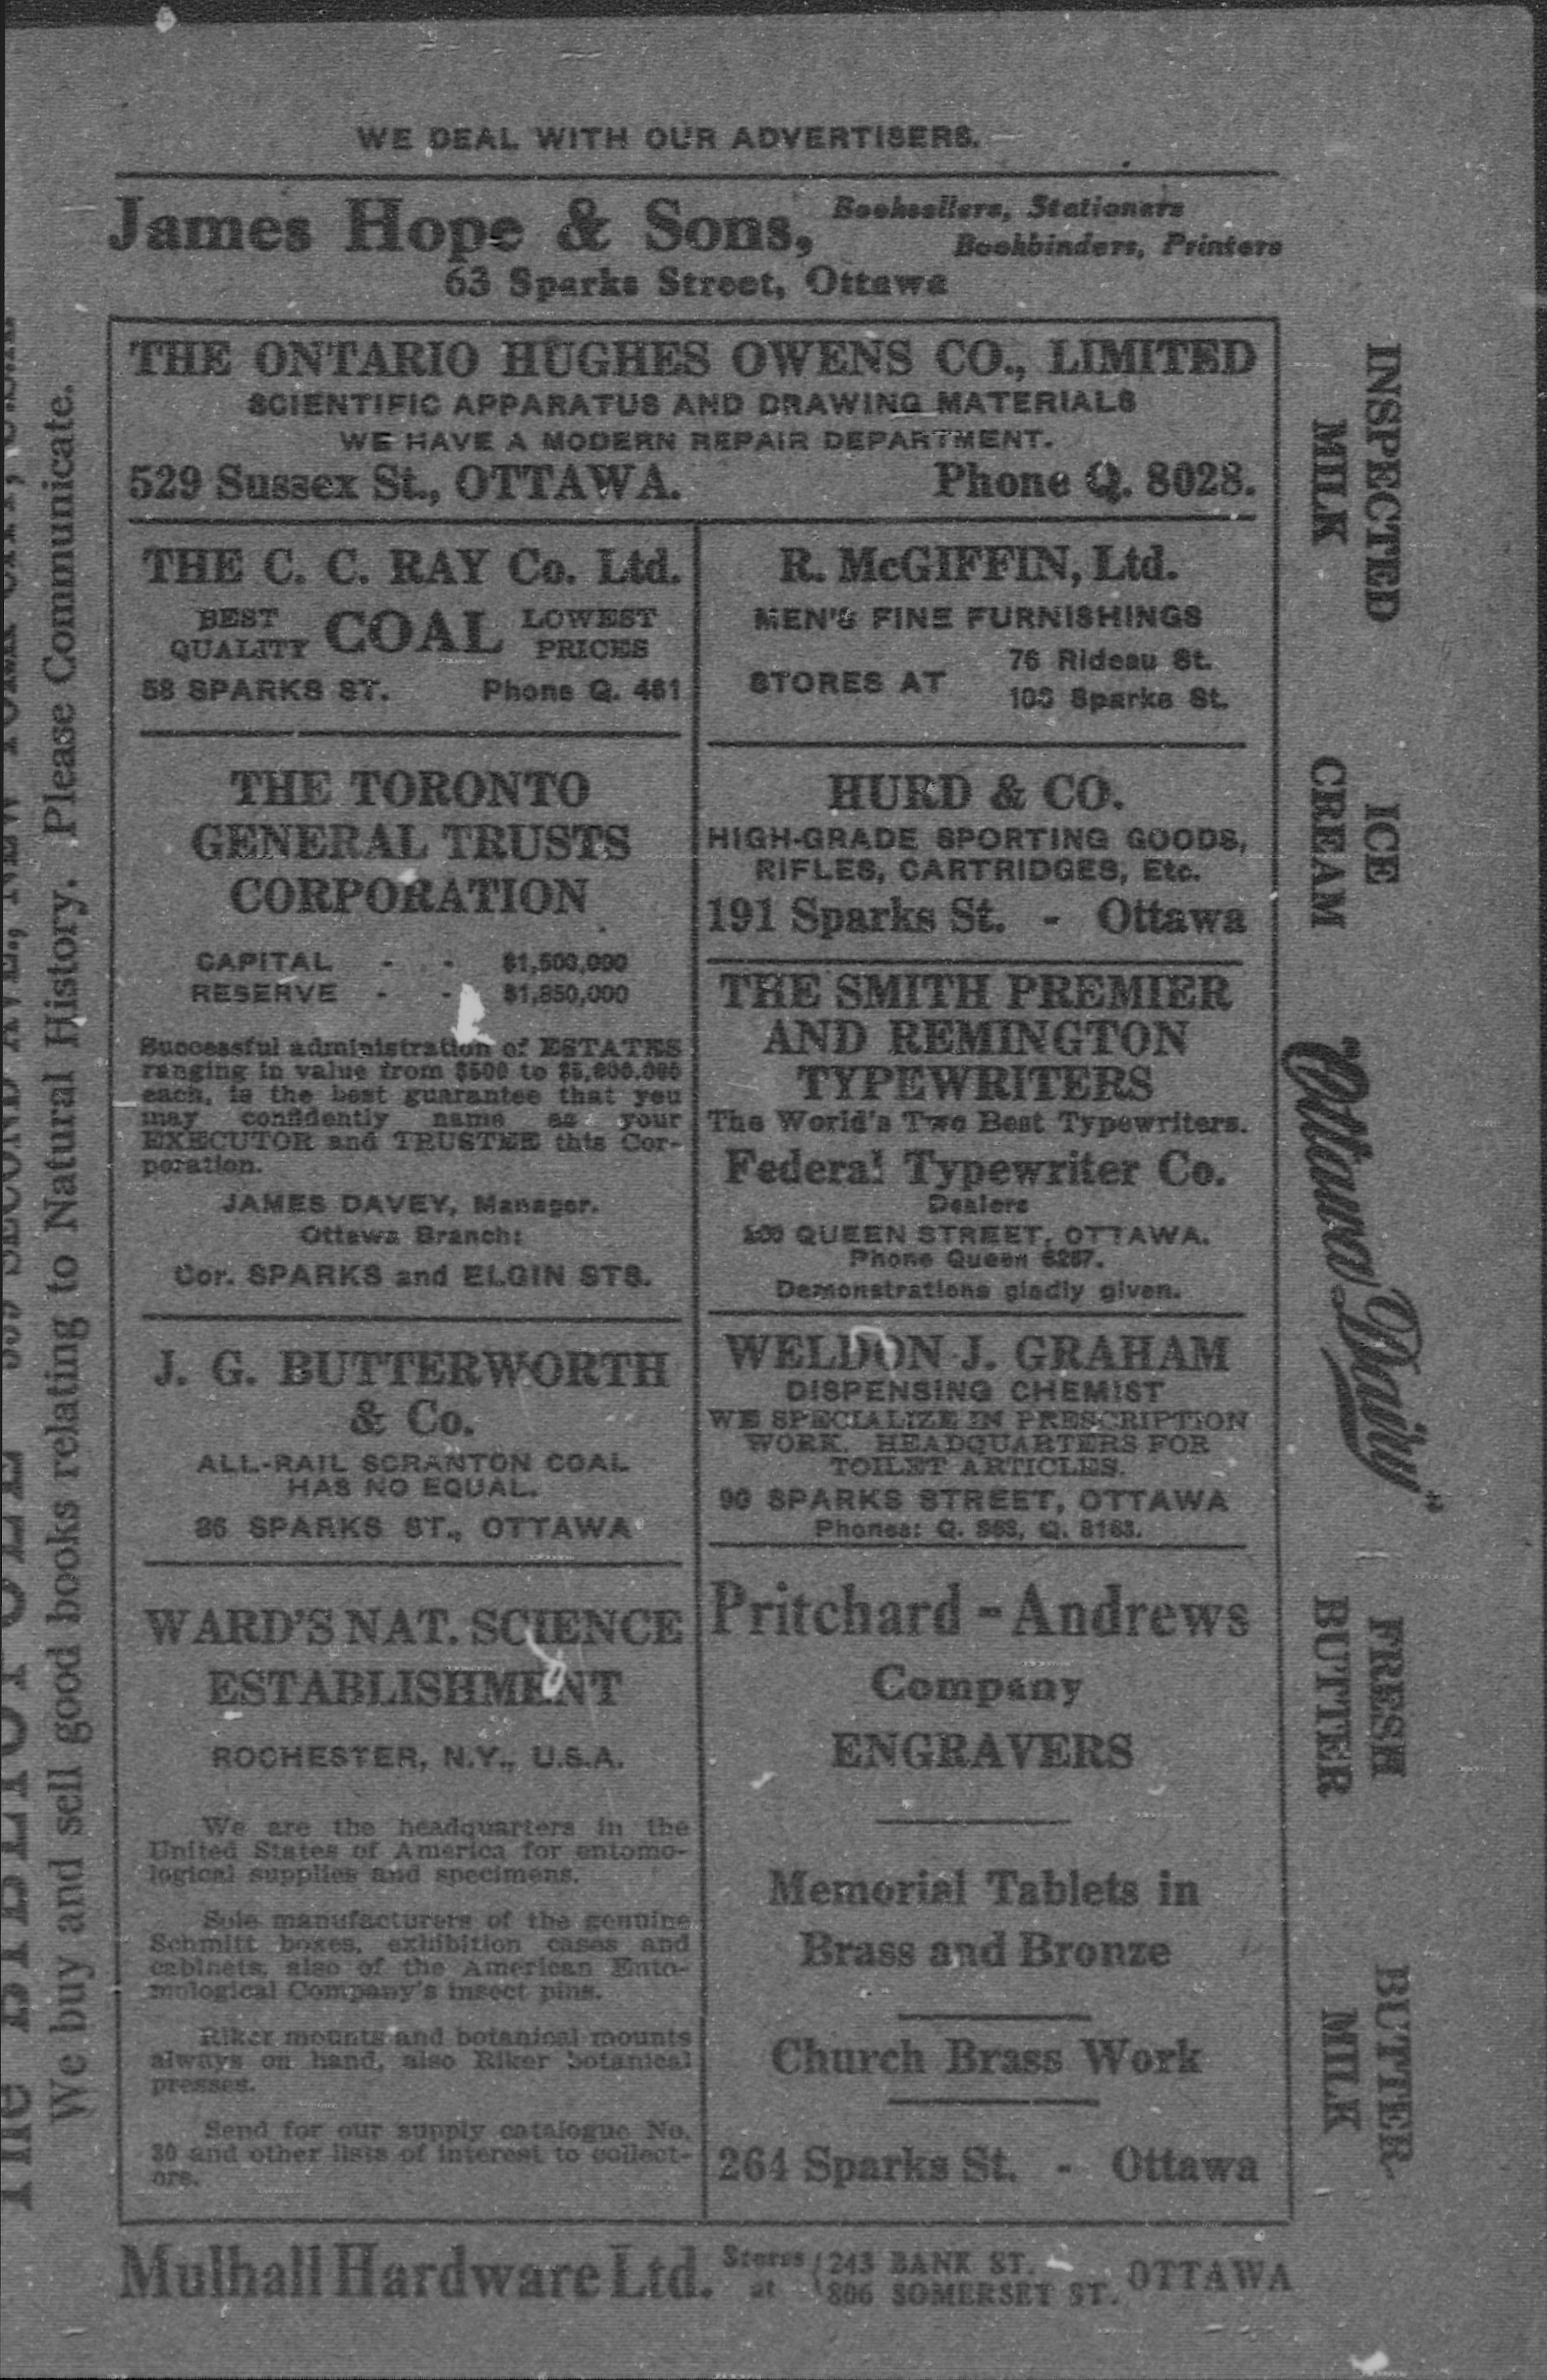 WE DEAL WITH OUR ADVERTISERS.
James Hope & Sons, Booksellers, Stationers
Bookbinders, Printers
63 Sparks Street, Ottawa
THE ONTARIO HUGHES OWENS CO., LIMITED
SCIENTIFIC APPARATUS AND DRAWING MATERIALS
WE HAVE A MODERN REPAIR DEPARTMENT.
529 Sussex St., OTTAWA. Phone Q. 8028.
THE C. C. RAY Co. Ltd.
BEST QUALITY COAL LOWEST PRICES
58 SPARKS ST. Phone Q. 461
THE TORONTO
GENERAL TRUSTS
CORPORATION
CAPITAL - - $1,500,000
RESERVE - - $1,850,000
Successful administration of ESTATES
ranging in value from $500 to $5,000,000
each, is the best guarantee that you
may confidently name as your
EXECUTOR and TRUSTEE this Cor-
poration.
JAMES DAVEY, Manager.
Ottawa Branch:
Cor. SPARKS and ELGIN STS.
J. G. BUTTERWORTH
& Co.
ALL-RAIL SCRANTON COAL
HAS NO EQUAL.
86 SPARKS ST., OTTAWA
WARD'S NAT. SCIENCE
ESTABLISHMENT
ROCHESTER, N.Y., U.S.A.
We are the headquarters in the
United States of America for entomo-
logical supplies and specimens.
Sole manufacturers of the genuine
Schmitt boxes, exhibition cases and
cabinets, also of the American Ento-
mological Company's insect pins.
Riker mounts and botanical mounts
always on hand, also Riker botanical
presses.
Send for our supply catalogue No.
30 and other lists of interest to collect-
ors.
R. McGIFFIN, Ltd.
MEN'S FINE FURNISHINGS
STORES AT 76 Rideau St.
103 Sparks St.
HURD & CO.
HIGH-GRADE SPORTING GOODS,
RIFLES, CARTRIDGES, Etc.
191 Sparks St. - Ottawa
THE SMITH PREMIER
AND REMINGTON
TYPEWRITERS
The World's Two Best Typewriters.
Federal Typewriter Co.
Dealers
QUEEN STREET, OTTAWA.
Phone Queen
Demonstrations gladly given.
WELDON J. GRAHAM
DISPENSING CHEMIST
WE SPECIALIZE IN PRESCRIPTION
WORK. HEADQUARTERS FOR
TOILET ARTICLES.
90 SPARKS STREET, OTTAWA
Phones: Q. Q.
Pritchard - Andrews
Company
ENGRAVERS
Memorial Tablets in
Brass and Bronze
Church Brass Work
264 Sparks St. - Ottawa
Mulhall Hardware Ltd. Stores at 243 BANK ST.
806 SOMERSET ST. OTTAWA
INSPECTED
MILK
ICE
CREAM
"Ottawa Dairy"
FRESH
BUTTER
BUTTER-
MILK
We buy and sell good books relating to Natural History. Please Communicate.